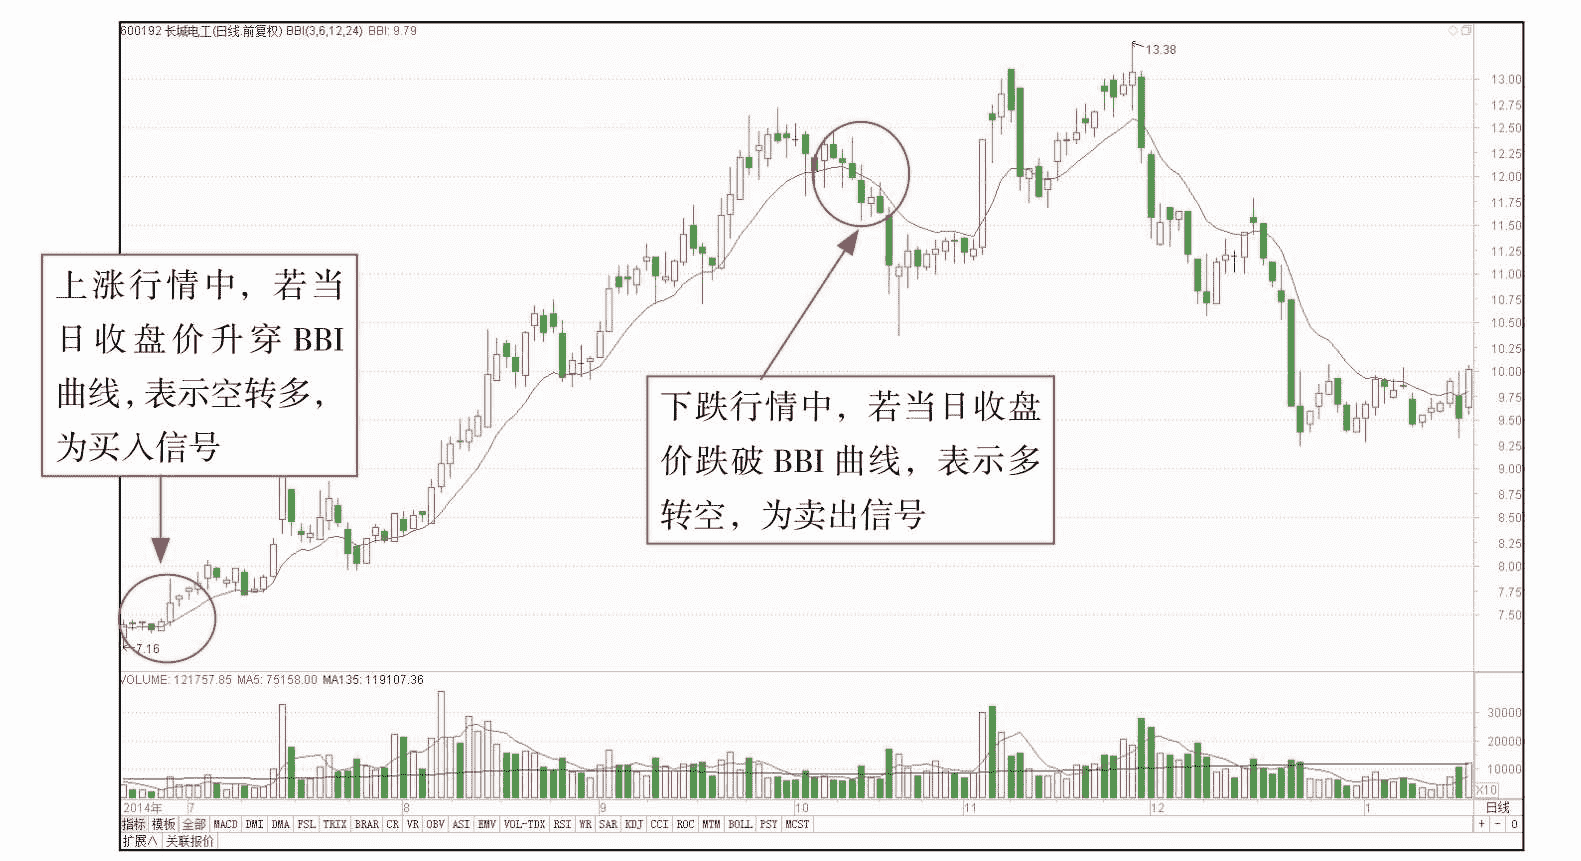 600192 长城电工(日线.前复权) BBI(3,6,12,24) BBI: 9.79
13.38
13.00
12.75
12.50
12.25
12.00
11.75
11.50
11.25
11.00
10.75
10.50
10.25
10.00
9.75
9.50
9.25
9.00
8.75
8.50
8.25
8.00
7.75
7.50
上涨行情中，若当
日收盘价升穿BBI
曲线，表示空转多，
为买入信号
下跌行情中，若当日收盘
价跌破BBI曲线，表示多
转空，为卖出信号
7.16
VOLUME: 121757.85 MA5: 75158.00 MA135: 119107.36
30000
20000
10000
X10
2014年 7 8 9 10 11 12 1 日线
指标 模板 全部 MACD DMI DMA FSL TRIX BRAR CR VR OBV ASI EMV VOL-TDX RSI WR SAR KDJ CCI ROC MTM BOLL PSY MCST + - 0
扩展∧ 关联报价